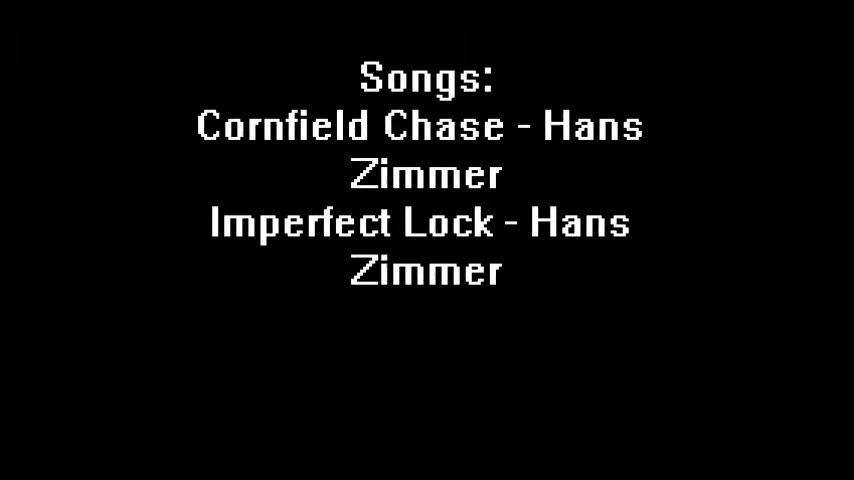 Songs:
Cornfield Chase - Hans
Zimmer
Imperfect Lock - Hans
Zimmer